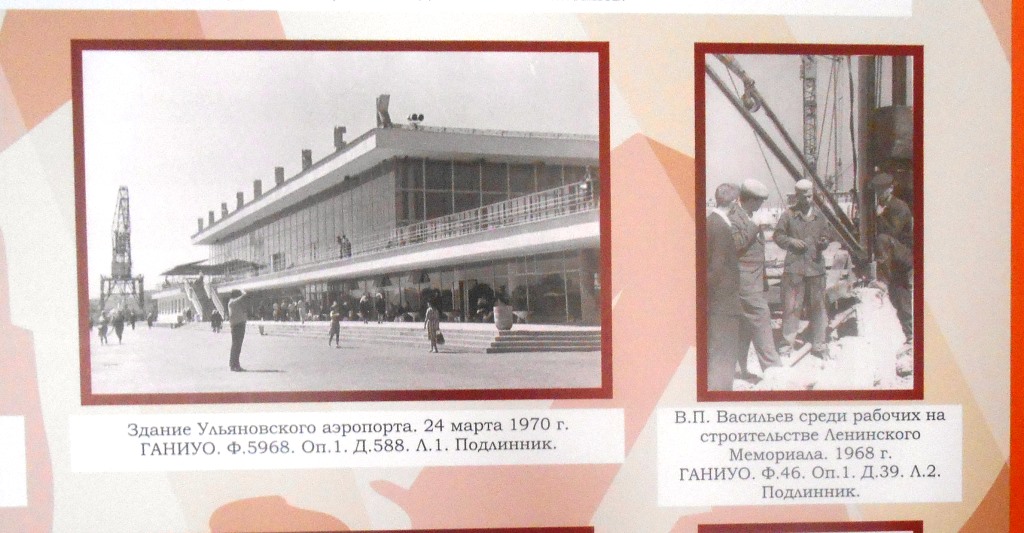 Здание Ульяновского аэропорта. 24 марта 1970 г.
ГАНИУО. Ф.5968. Оп.1. Д.588. Л.1. Подлинник.
В.П. Васильев среди рабочих на
строительстве Ленинского
Мемориала. 1968 г.
ГАНИУО. Ф.46. Оп.1. Д.39. Л.2.
Подлинник.